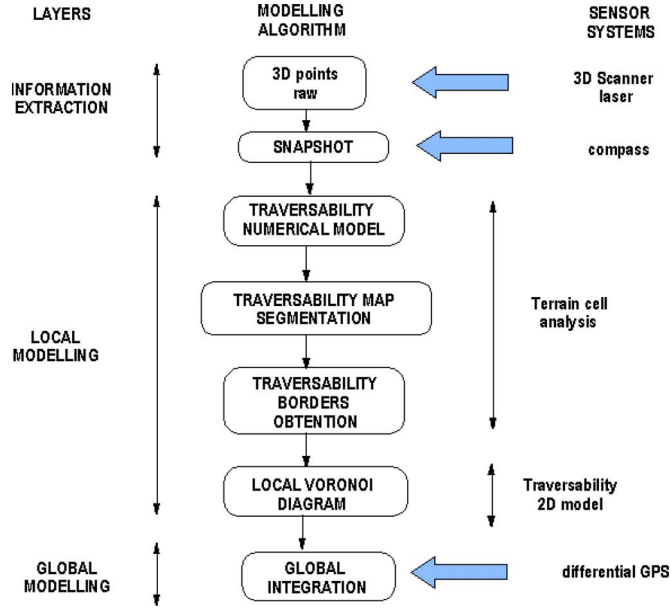 LAYERS
MODELLING
ALGORITHM
SENSOR
SYSTEMS
INFORMATION
EXTRACTION
3D points
raw
3D Scanner
laser
SNAPSHOT
compass
TRAVERSABILITY
NUMERICAL MODEL
TRAVERSABILITY MAP
SEGMENTATION
Terrain cell
analysis
LOCAL
MODELLING
TRAVERSABILITY
BORDERS
OBTENTION
LOCAL VORONOI
DIAGRAM
Traversability
2D model
GLOBAL
MODELLING
GLOBAL
INTEGRATION
differential GPS